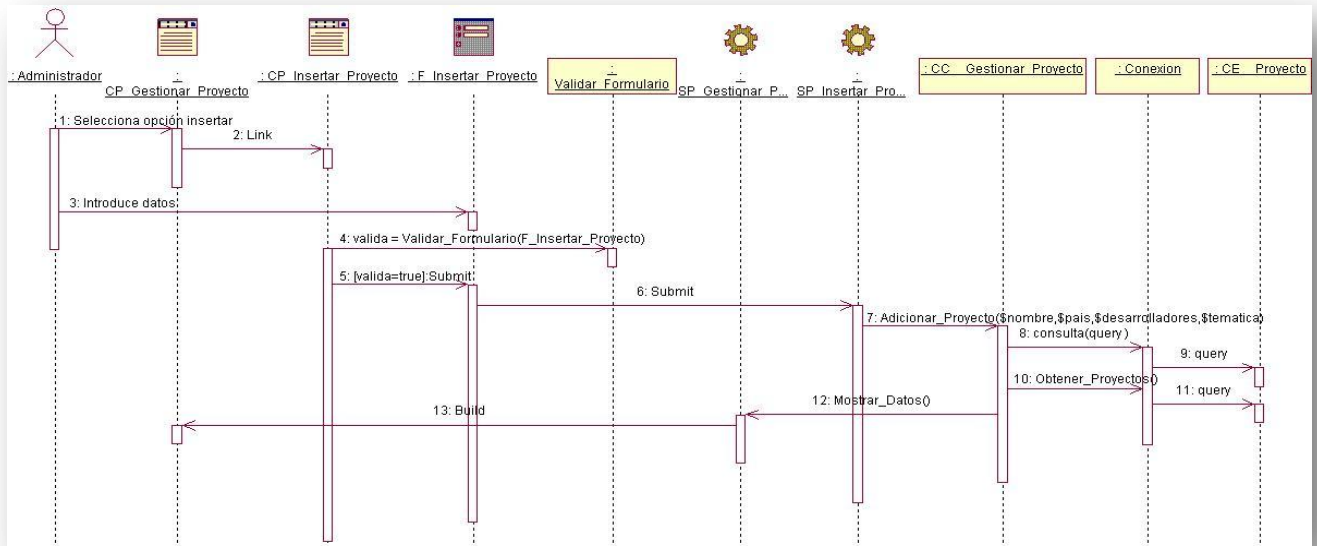 : Administrador
:
CP_Gestionar_Proyecto
: CP_Insertar_Proyecto
: F_Insertar_Proyecto
:
Validar_Formulario
:
SP_Gestionar_P...
:
SP_Insertar_Pro...
: CC__Gestionar_Proyecto
: Conexion
: CE__Proyecto
1: Selecciona opción insertar
2: Link
3: Introduce datos
4: valida = Validar_Formulario(F_Insertar_Proyecto)
5: [valida=true]:Submit
6: Submit
7: Adicionar_Proyecto($nombre,$pais,$desarrolladores,$tematica)
8: consulta(query )
9: query
10: Obtener_Proyectos()
11: query
12: Mostrar_Datos()
13: Build